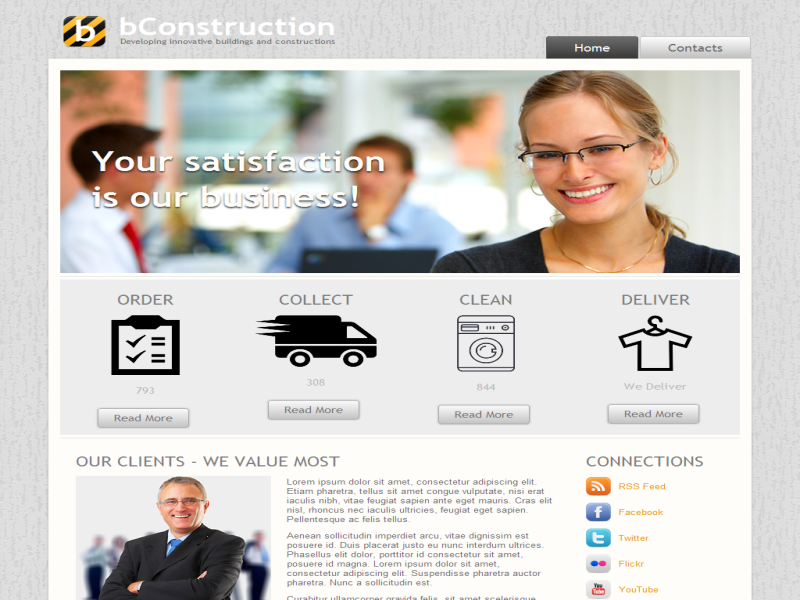 b bConstruction
Developing innovative buildings and constructions
Home
Contacts
Your satisfaction
is our business!
ORDER
COLLECT
CLEAN
DELIVER
793
308
844
We Deliver
Read More
Read More
Read More
Read More
OUR CLIENTS - WE VALUE MOST
Lorem ipsum dolor sit amet, consectetur adipiscing elit.
Etiam pharetra, tellus sit amet congue vulputate, nisi erat
iaculis nibh, vitae feugiat sapien ante eget mauris. Cras elit
nisl, rhoncus nec iaculis ultricies, feugiat eget sapien.
Pellentesque ac felis tellus.
Aenean sollicitudin imperdiet arcu, vitae dignissim est
posuere id. Duis placerat justo eu nunc interdum ultrices.
Phasellus elit dolor, porttitor id consectetur sit amet,
posuere id magna. Lorem ipsum dolor sit amet,
consectetur adipiscing elit. Suspendisse pharetra auctor
pharetra. Nunc a sollicitudin est.
Curabitur ullamcorper gravida felis, sit amet scelerisque
CONNECTIONS
RSS Feed
Facebook
Twitter
Flickr
You Tube YouTube